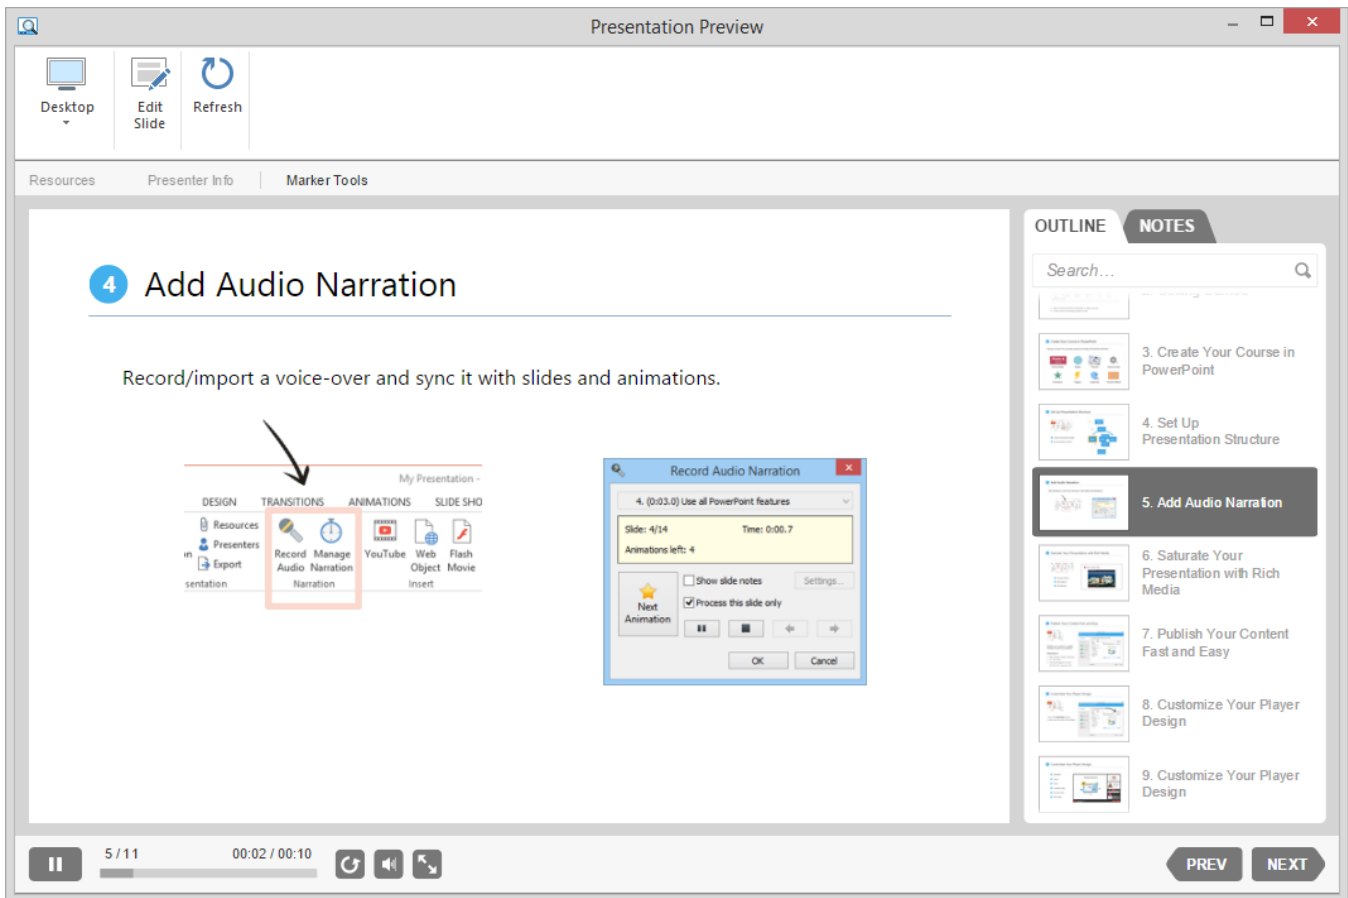 Presentation Preview
Desktop
Edit
Slide
Refresh
Resources
Presenter Info
Marker Tools
4
Add Audio Narration
Record/import a voice-over and sync it with slides and animations.
My Presentation -
DESIGN
TRANSITIONS
ANIMATIONS
SLIDE SHO
Resources
Presenters
Export
sentation
Record
Audio
Manage
Narration
Narration
YouTube
Web
Object
Flash
Movie
Insert
Record Audio Narration
4. (0:03.0) Use all PowerPoint features
Slide: 4/14
Time: 0:00.7
Animations left: 4
Next
Animation
Show slide notes
Settings...
Process this slide only
OK
Cancel
OUTLINE
NOTES
Search...
3. Create Your Course in
PowerPoint
4. Set Up
Presentation Structure
5. Add Audio Narration
6. Saturate Your
Presentation with Rich
Media
7. Publish Your Content
Fast and Easy
8. Customize Your Player
Design
9. Customize Your Player
Design
5 / 11
00:02 / 00:10
PREV
NEXT